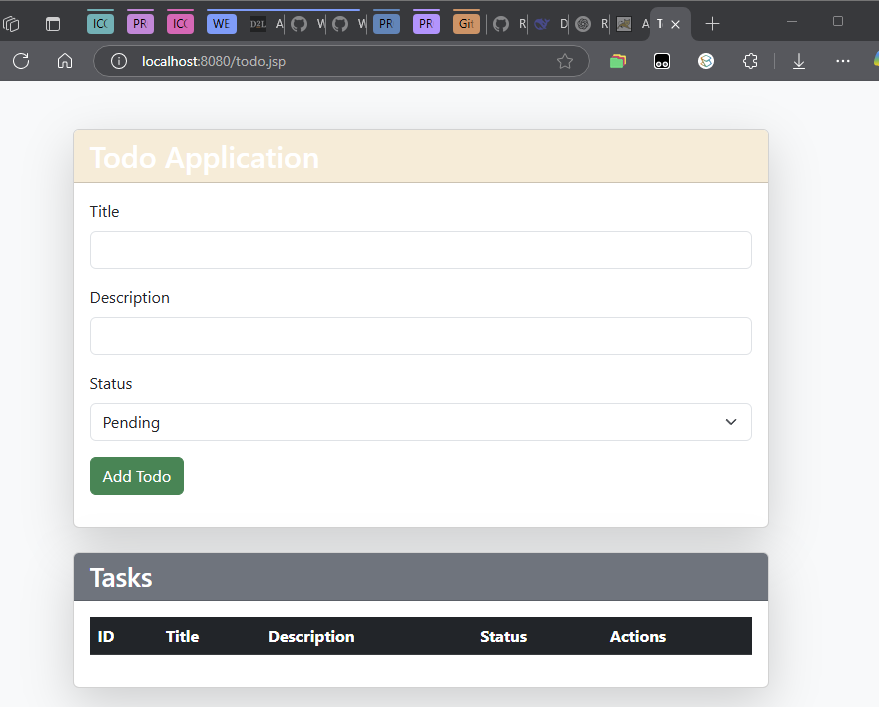 ICC PR ICC WE D2L A W W PR PR Git R D R A T
localhost:8080/todo.jsp
Todo Application
Title
Description
Status
Pending
Add Todo
Tasks
ID Title Description Status Actions